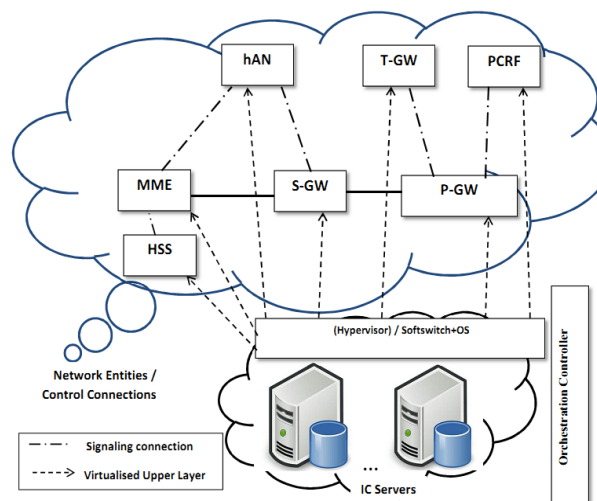 hAN
T-GW
PCRF
MME
S-GW
P-GW
HSS
(Hypervisor) / Softswitch+OS
Network Entities /
Control Connections
Orchestration Controller
Signaling connection
Virtualised Upper Layer
...
IC Servers